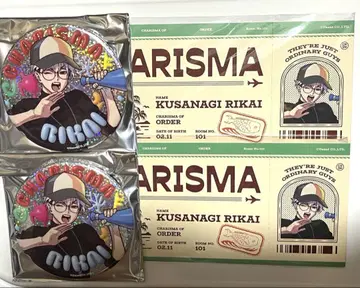 CHARISMA
RIKAI
ARISMA
NAME
KUSANAGI RIKAI
CHARISMA OF
ORDER
DATE OF BIRTH
02.11
ROOM NO.
101
THEY'RE JUST
ORDINARY GUYS
CHARISMA
RIKAI
ARISMA
NAME
KUSANAGI RIKAI
CHARISMA OF
ORDER
DATE OF BIRTH
02.11
ROOM NO.
101
THEY'RE JUST
ORDINARY GUYS